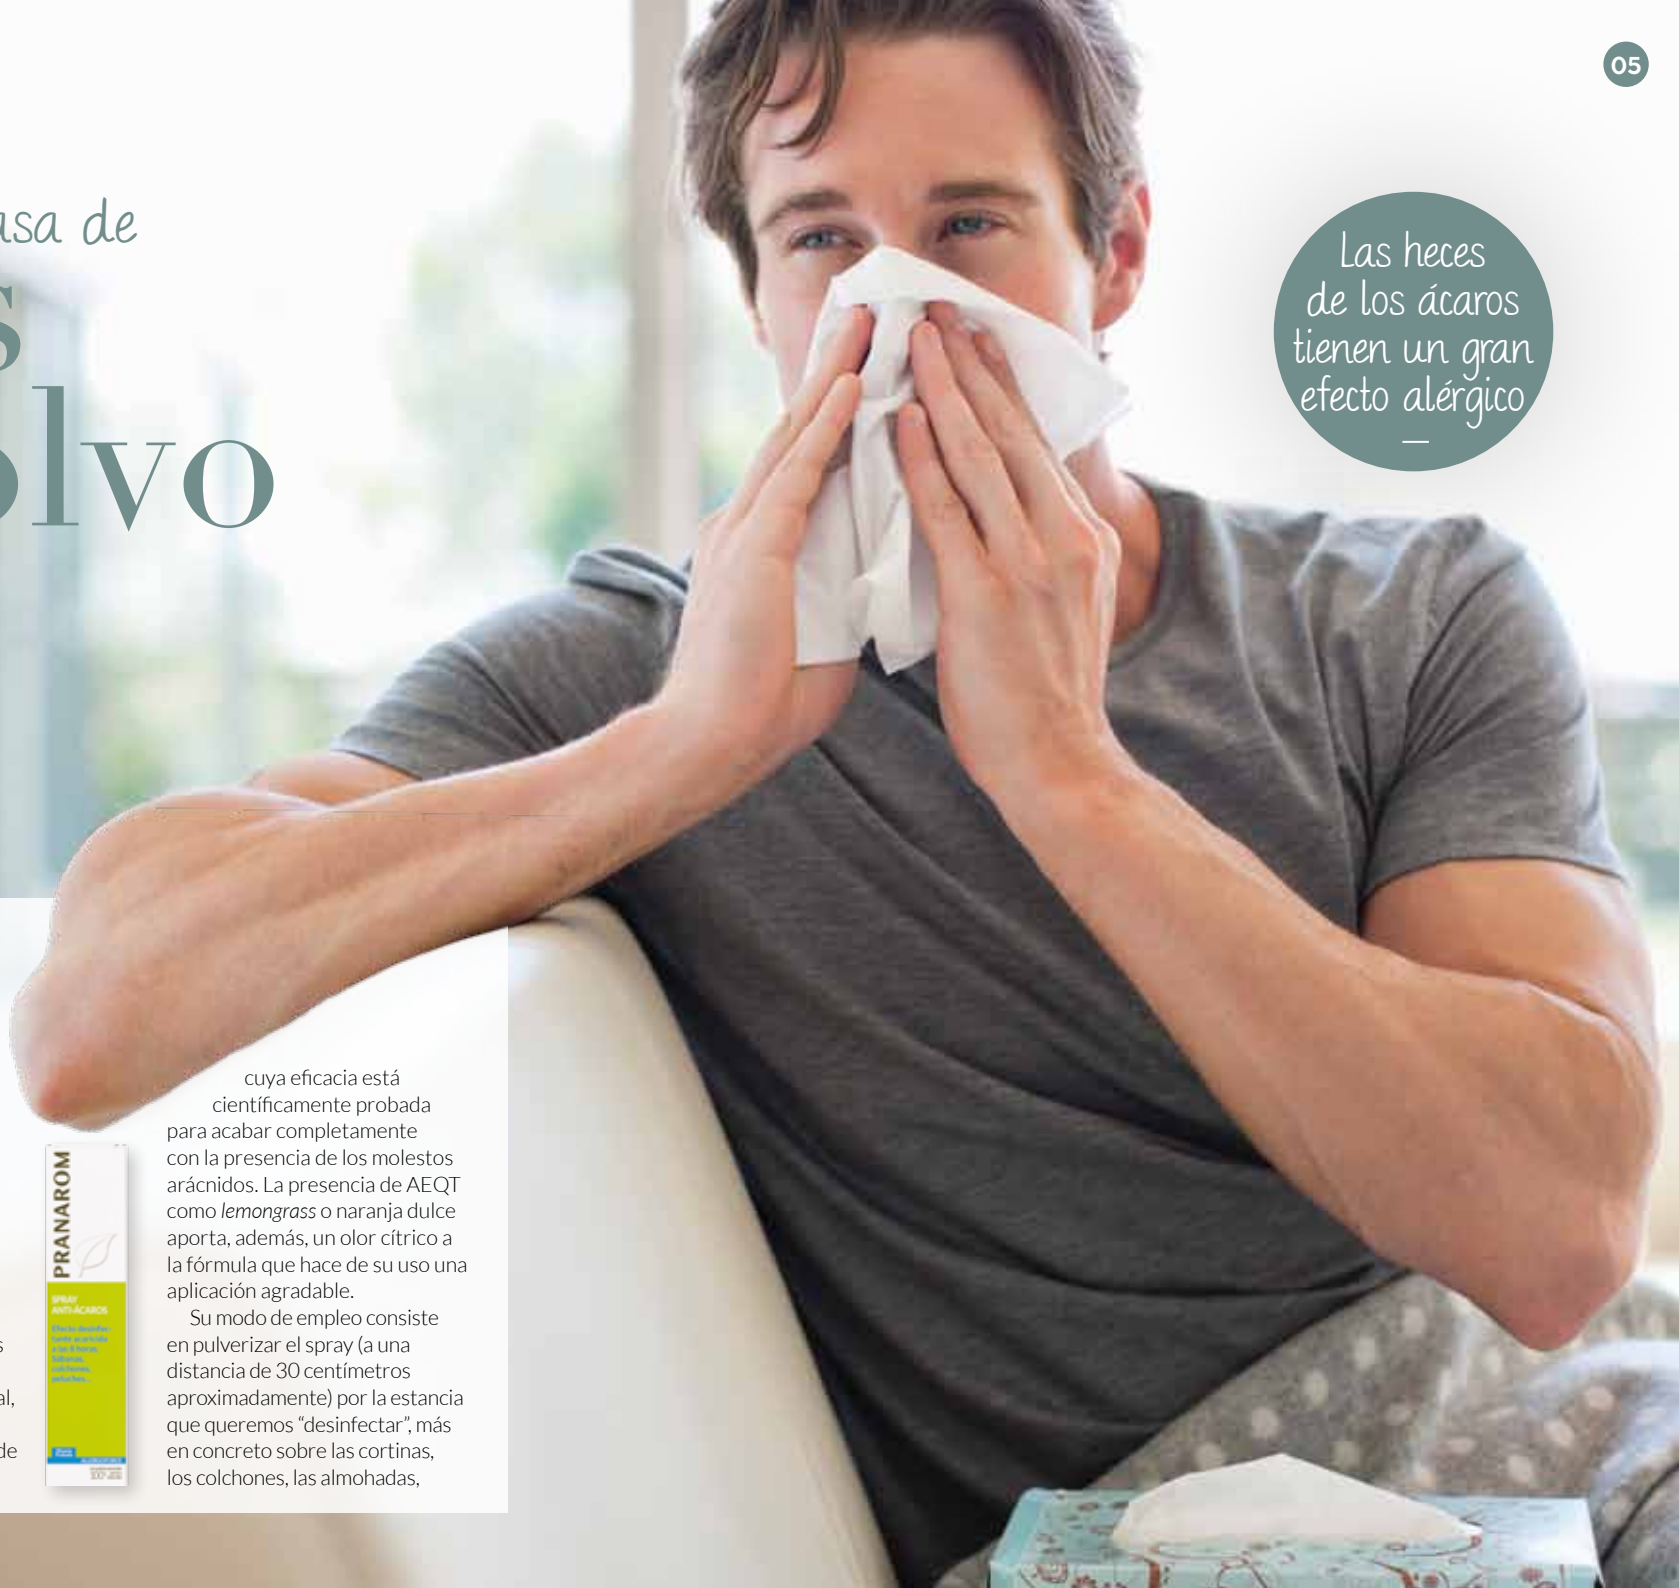 05
asa de
s
olvo
Las heces
de los ácaros
tienen un gran
efecto alérgico
cuya eficacia está
científicamente probada
para acabar completamente
con la presencia de los molestos
arácnidos. La presencia de AEQT
como lemongrass o naranja dulce
aporta, además, un olor cítrico a
la fórmula que hace de su uso una
aplicación agradable.
Su modo de empleo consiste
en pulverizar el spray (a una
distancia de 30 centímetros
aproximadamente) por la estancia
que queremos “desinfectar”, más
en concreto sobre las cortinas,
los colchones, las almohadas,
PRANAROM
SPRAY
ANTI-ÁCAROS
s
al,
de